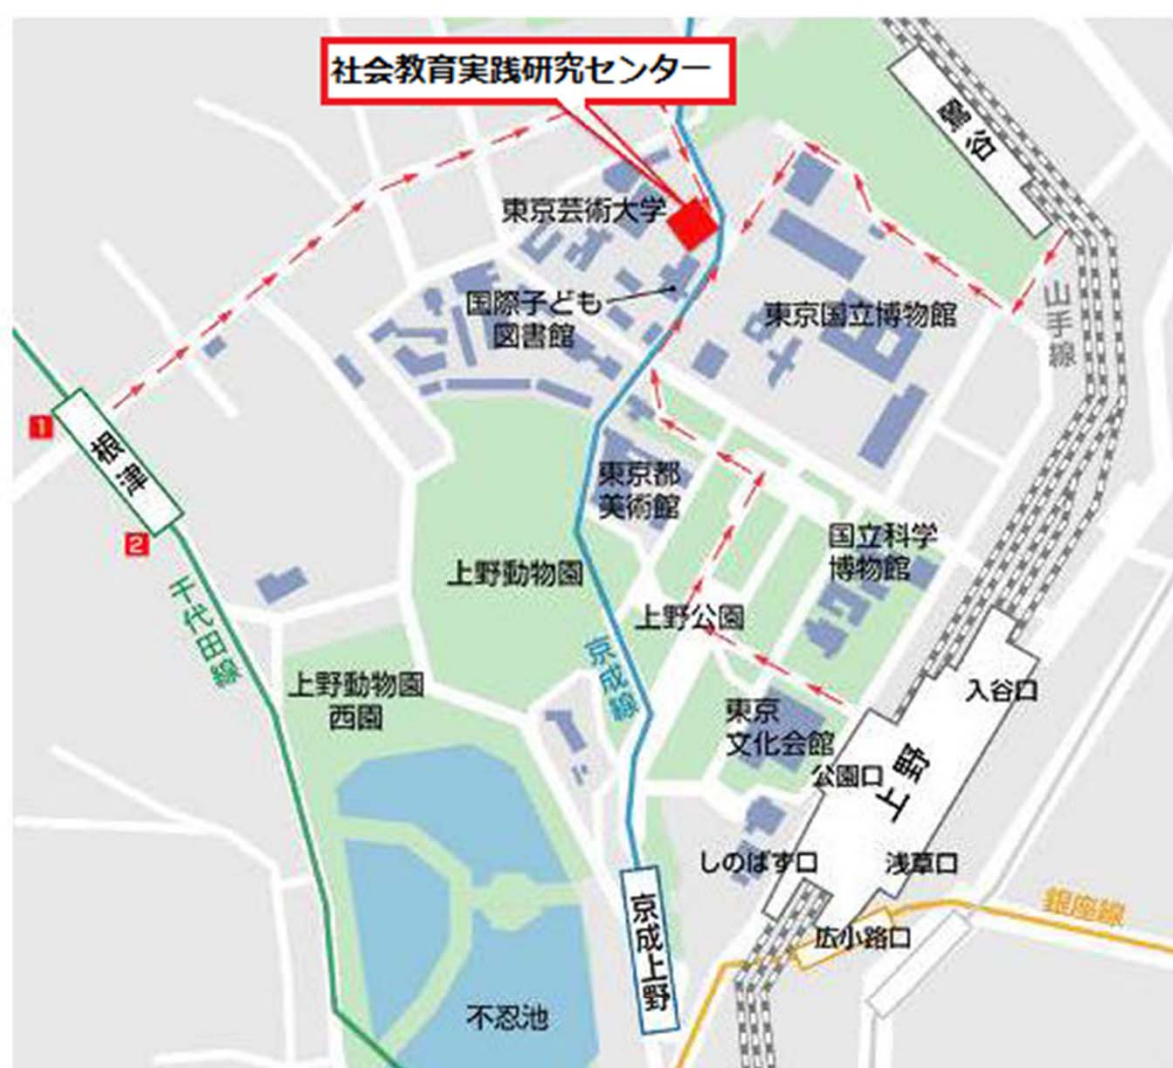 社会教育実践研究センター
鶯谷
東京芸術大学
国際子ども
図書館
東京国立博物館
山手線
1
根津
2
東京都
美術館
国立科学
博物館
上野動物園
上野公園
千代田線
京成線
上野動物園
西園
入谷口
東京
文化会館
公園口
上野
しのばず口
浅草口
京成上野
広小路口
銀座線
不忍池